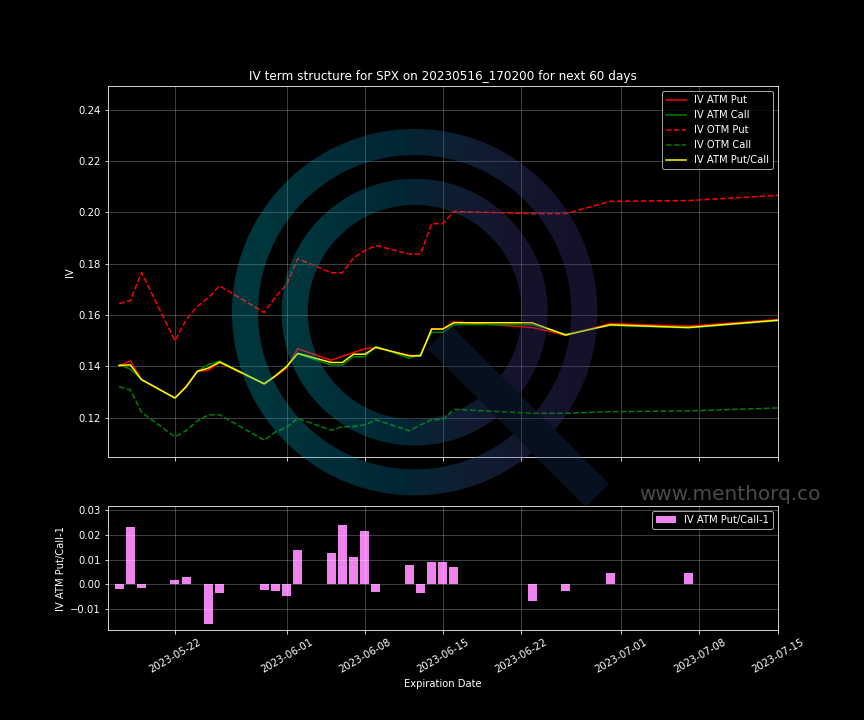 IV term structure for SPX on 20230516_170200 for next 60 days
IV ATM Put
IV ATM Call
IV OTM Put
IV OTM Call
IV ATM Put/Call
0.24
0.22
0.20
0.18
0.16
0.14
0.12
IV
www.menthorq.co
IV ATM Put/Call-1
0.03
0.02
0.01
0.00
−0.01
IV ATM Put/Call-1
2023-05-22
2023-06-01
2023-06-08
2023-06-15
2023-06-22
2023-07-01
2023-07-08
2023-07-15
Expiration Date